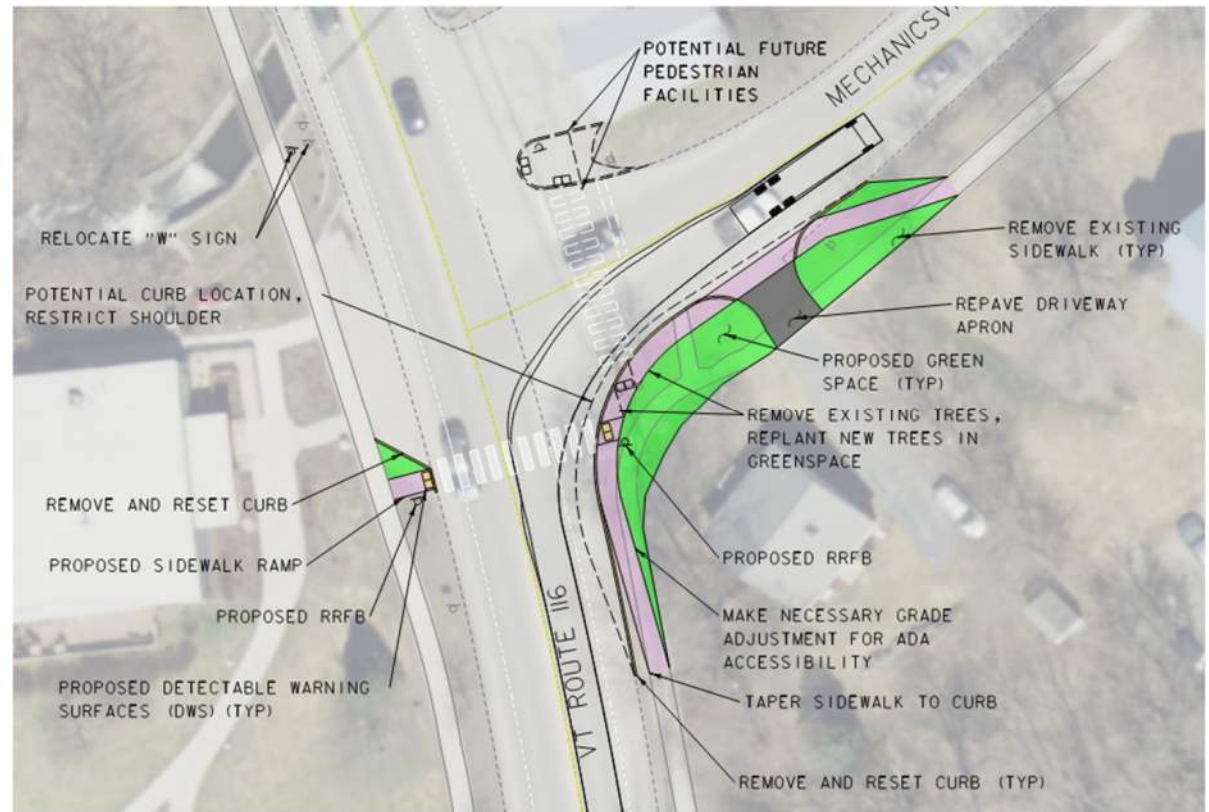 POTENTIAL FUTURE
PEDESTRIAN
FACILITIES
RELOCATE "W" SIGN
POTENTIAL CURB LOCATION,
RESTRICT SHOULDER
REMOVE EXISTING
SIDEWALK (TYP)
REPAVE DRIVEWAY
APRON
PROPOSED GREEN
SPACE (TYP)
REMOVE EXISTING TREES,
REPLANT NEW TREES IN
GREENSPACE
REMOVE AND RESET CURB
PROPOSED SIDEWALK RAMP
PROPOSED RRFB
PROPOSED DETECTABLE WARNING
SURFACES (DWS) (TYP)
VT ROUTE 116
PROPOSED RRFB
MAKE NECESSARY GRADE
ADJUSTMENT FOR ADA
ACCESSIBILITY
TAPER SIDEWALK TO CURB
REMOVE AND RESET CURB (TYP)